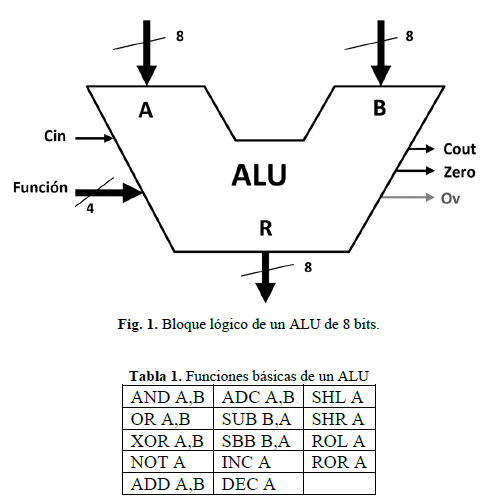 8 8
A B
Cin
Cout
ALU
Zero
Función
4
Ov
R
8
Fig. 1. Bloque lógico de un ALU de 8 bits.
Tabla 1. Funciones básicas de un ALU
AND A,B ADC A,B SHL A
OR A,B SUB B,A SHR A
XOR A,B SBB B,A ROL A
NOT A INC A ROR A
ADD A,B DEC A